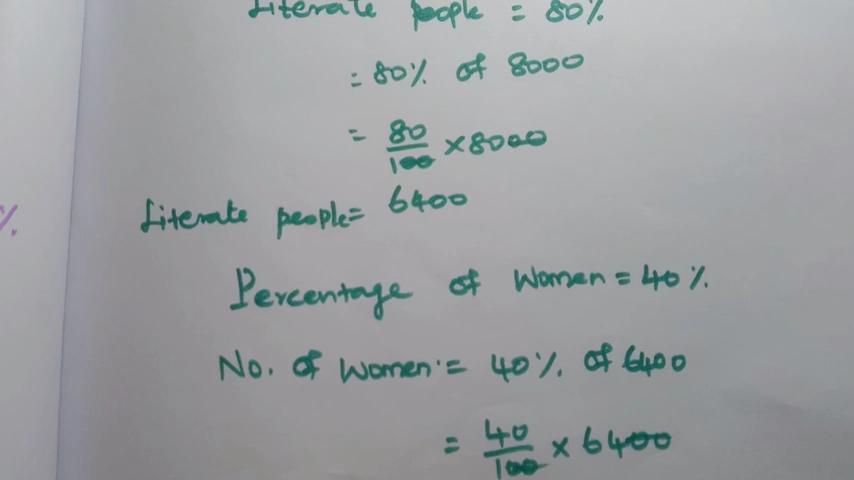 Literate people = 80%
= 80% of 8000
= 80/100 × 8000
Literate people = 6400
%
Percentage of Women = 40%.
No. of Women = 40%. of 6400
= 40/100 × 6400